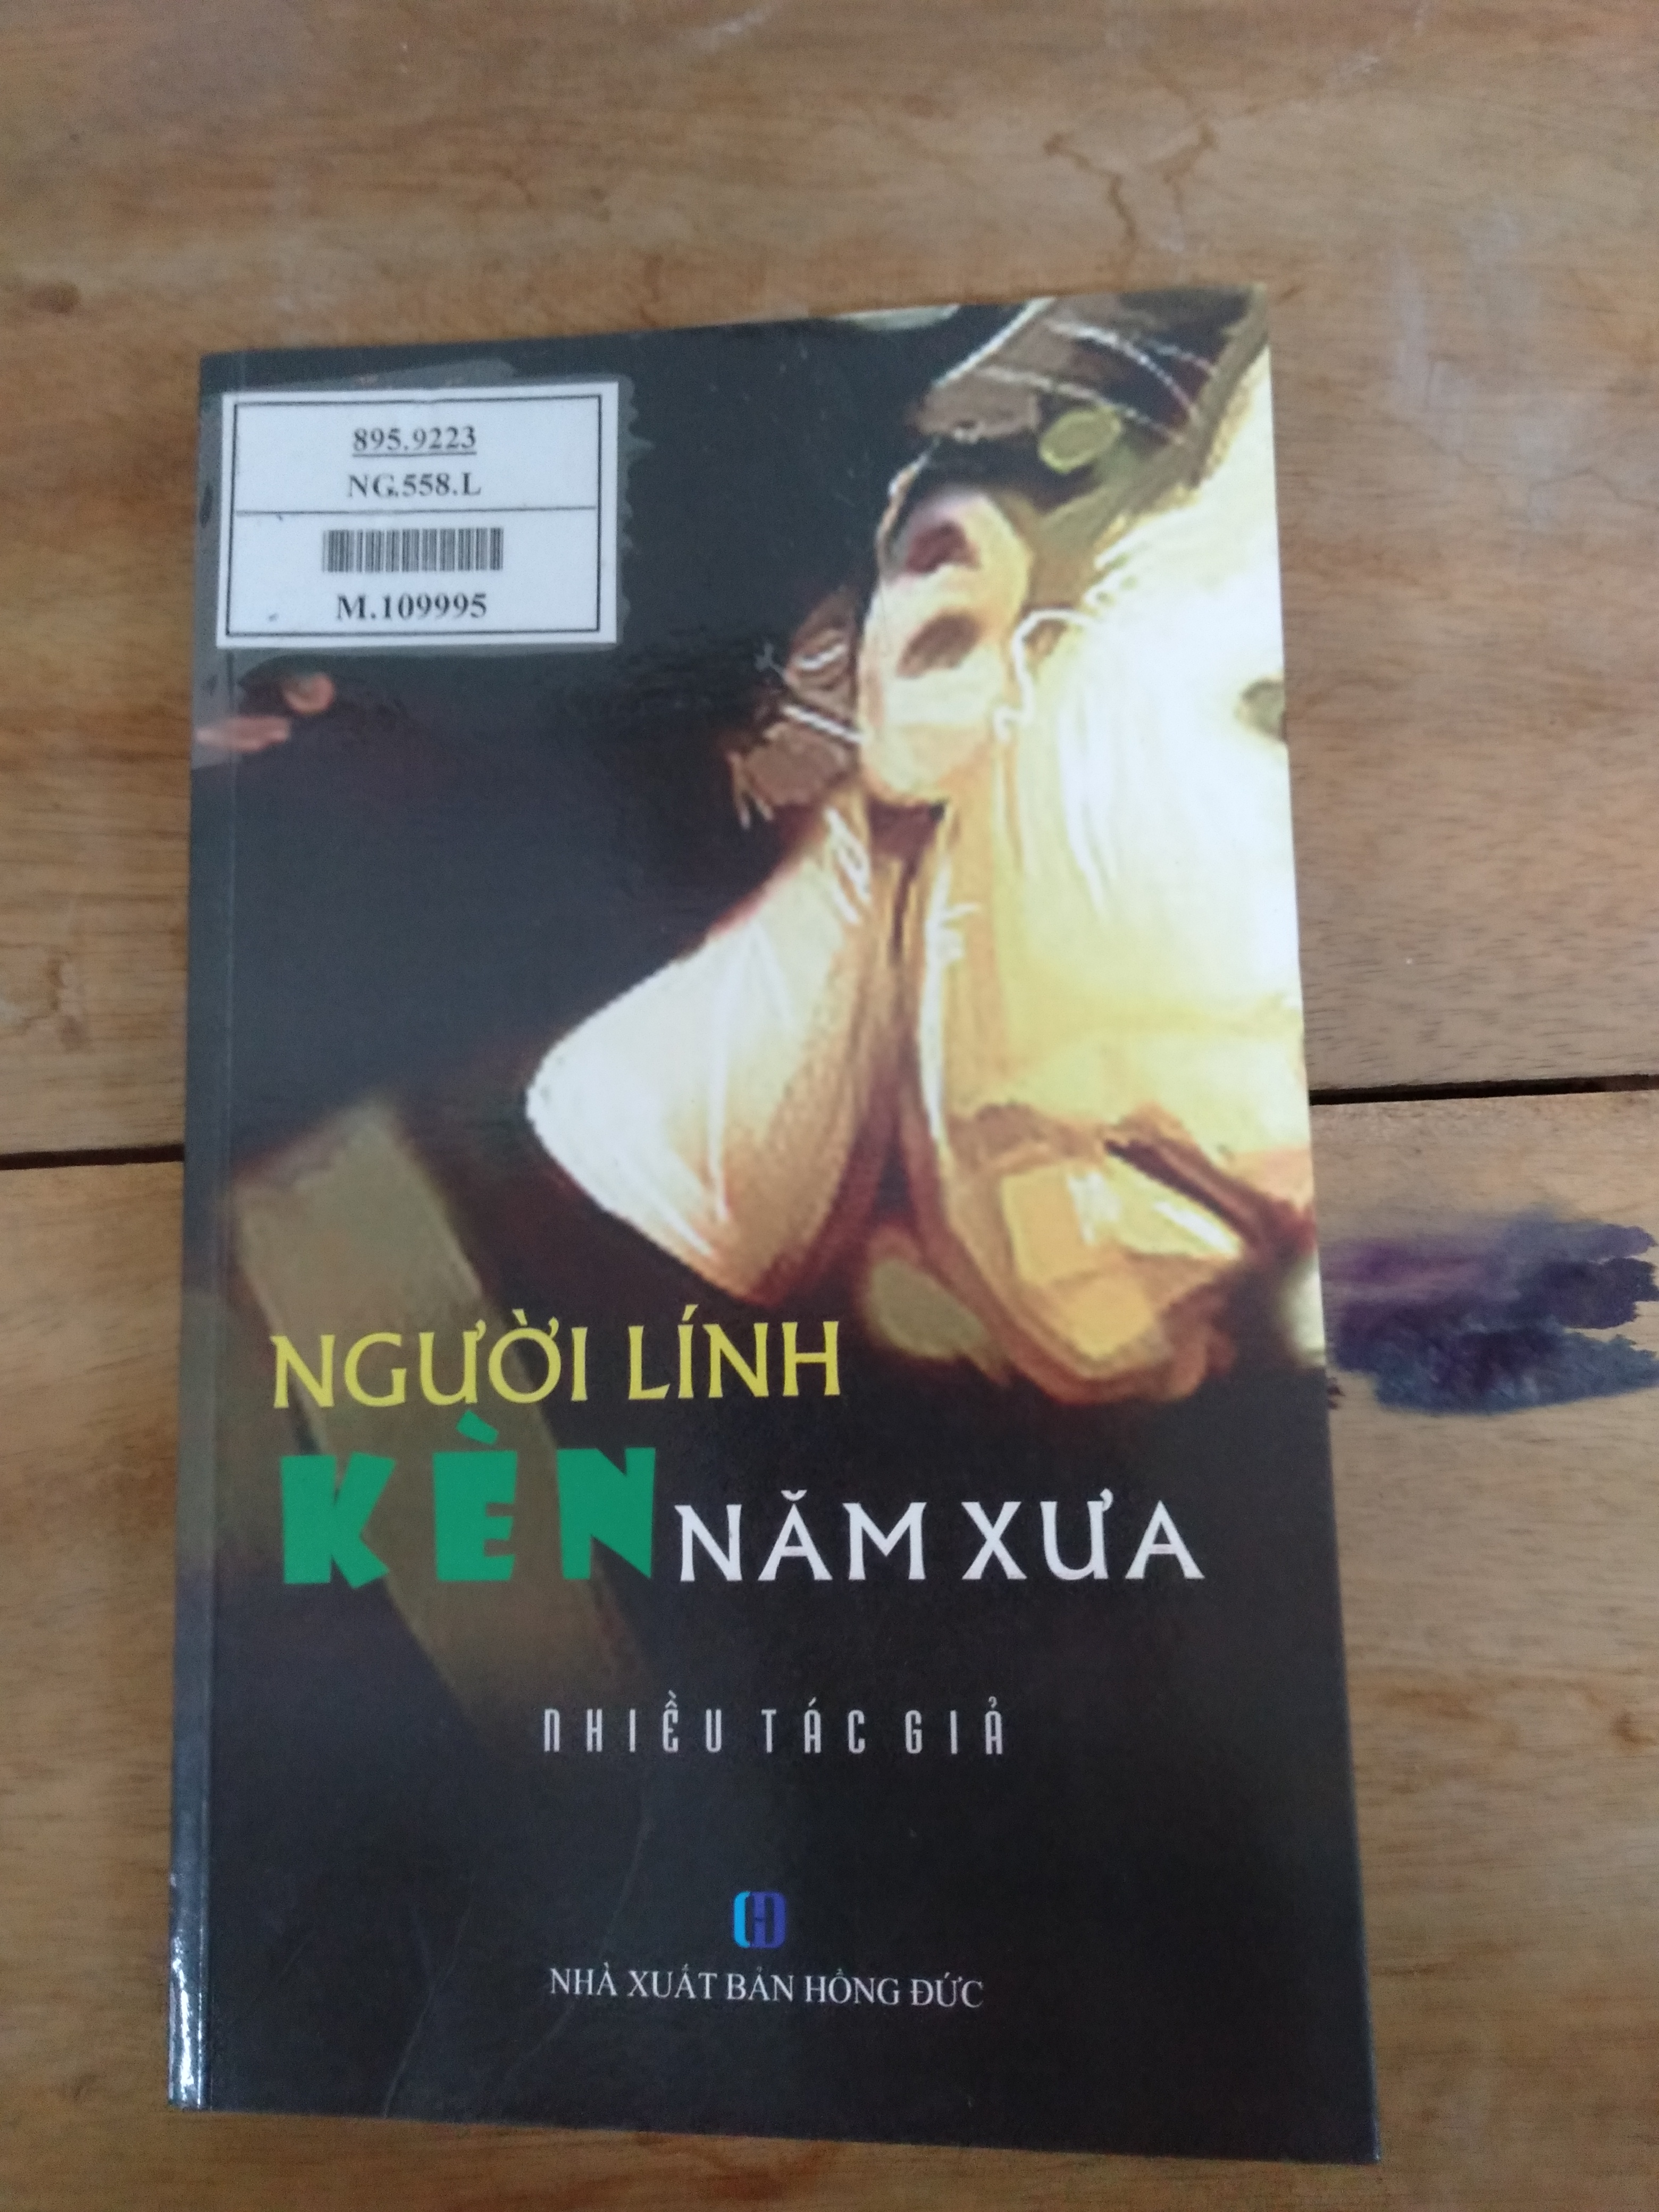 895.9223
NG.558.L
M.109995
NGƯỜI LÍNH
KÈN NĂM XƯA
NHIỀU TÁC GIẢ
NHÀ XUẤT BẢN HỒNG ĐỨC